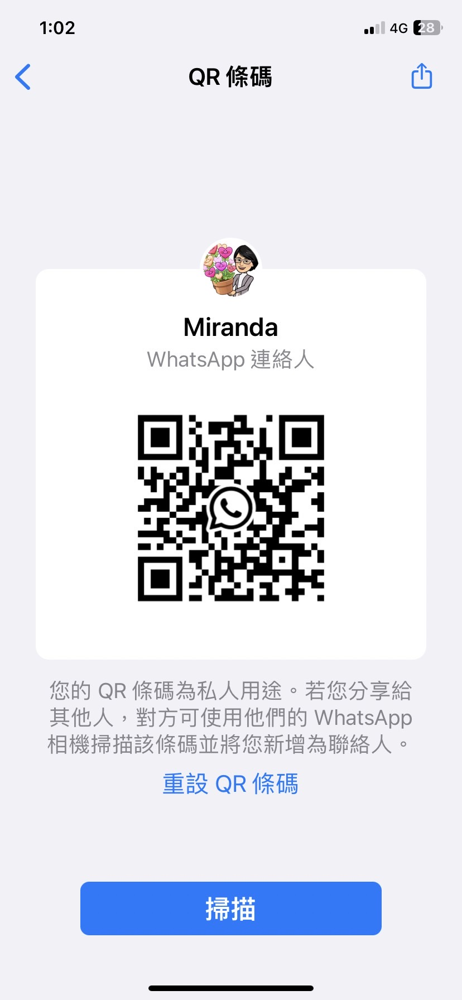 1:02
4G 28
QR 條碼
Miranda
WhatsApp 連絡人
您的 QR 條碼為私人用途。若您分享給
其他人，對方可使用他們的 WhatsApp
相機掃描該條碼並將您新增為聯絡人。
重設 QR 條碼
掃描